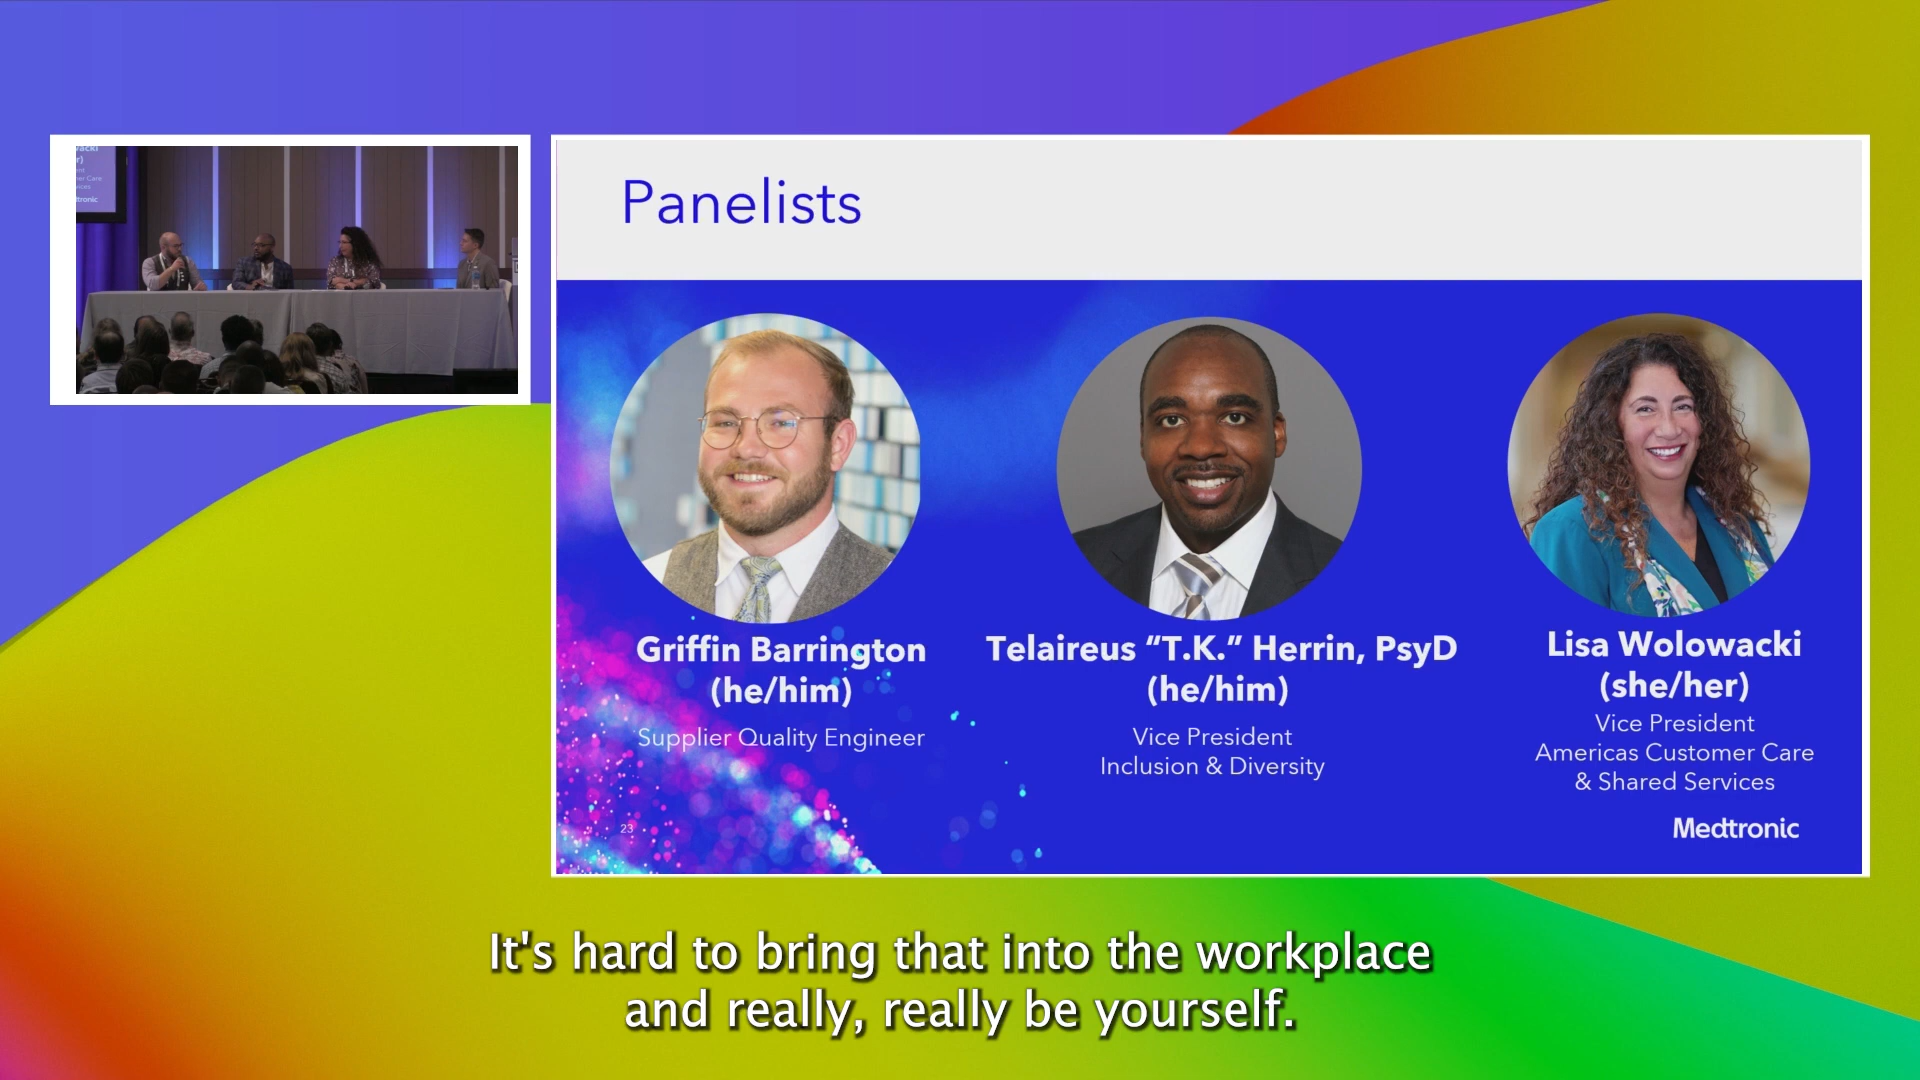 Panelists
Griffin Barrington
(he/him)
Supplier Quality Engineer
Telaireus “T.K.” Herrin, PsyD
(he/him)
Vice President
Inclusion & Diversity
Lisa Wolowacki
(she/her)
Vice President
Americas Customer Care
& Shared Services
23
Medtronic
It's hard to bring that into the workplace
and really, really be yourself.